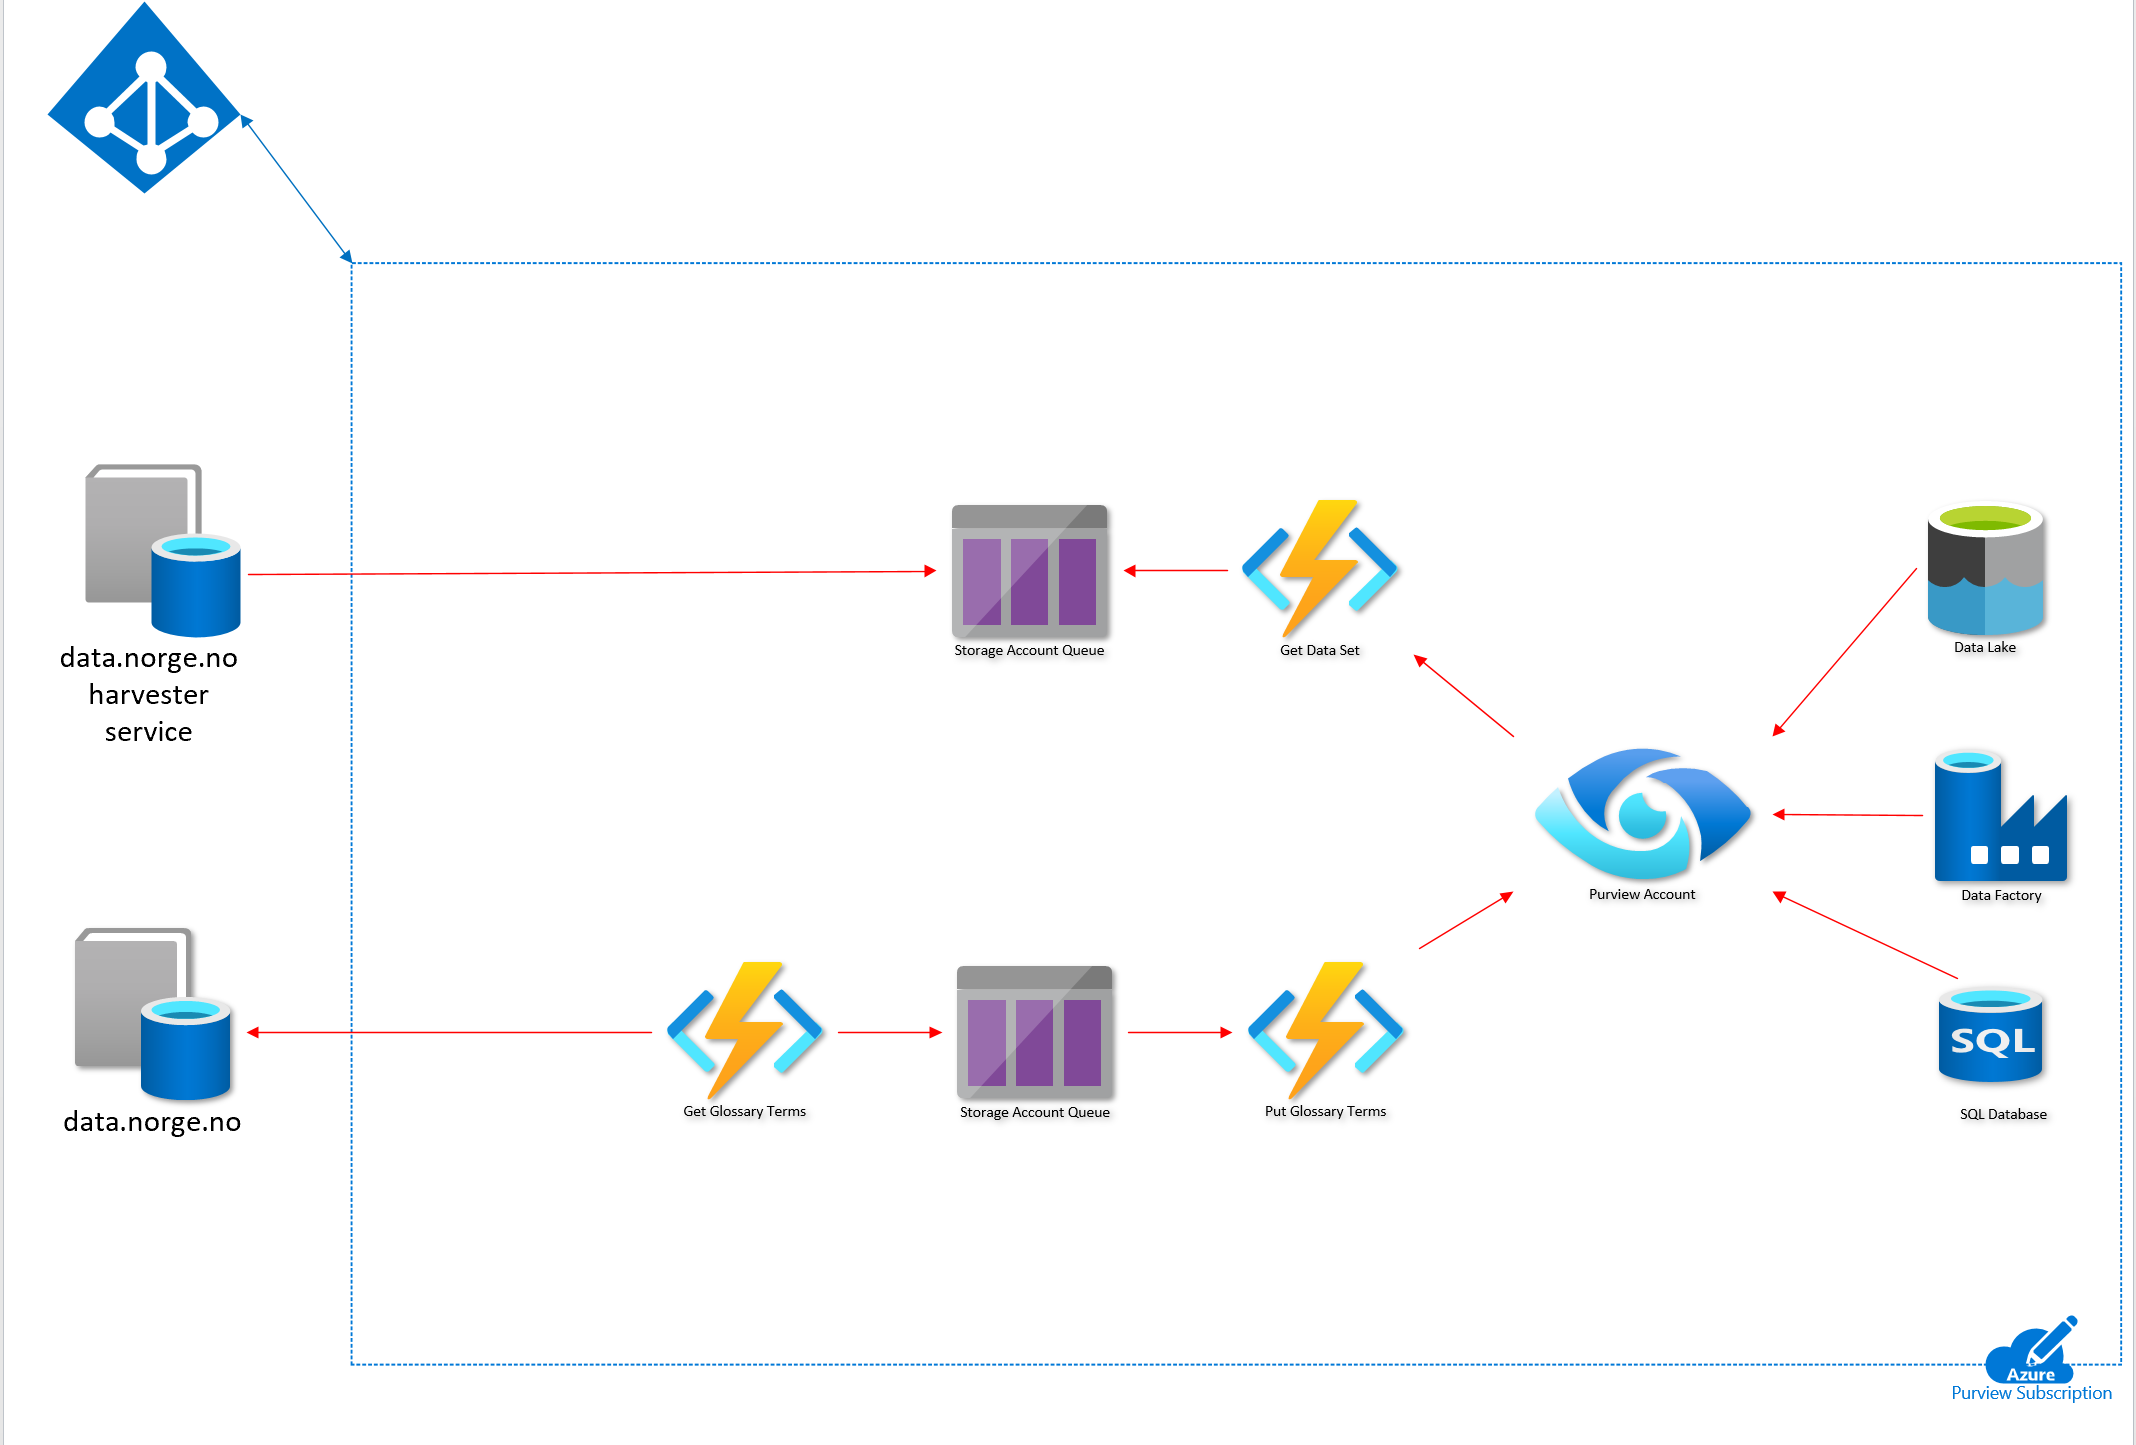 data.norge.no
harvester
service
Storage Account Queue
Get Data Set
Data Lake
Purview Account
Data Factory
data.norge.no
Get Glossary Terms
Storage Account Queue
Put Glossary Terms
SQL
SQL Database
Azure
Purview Subscription